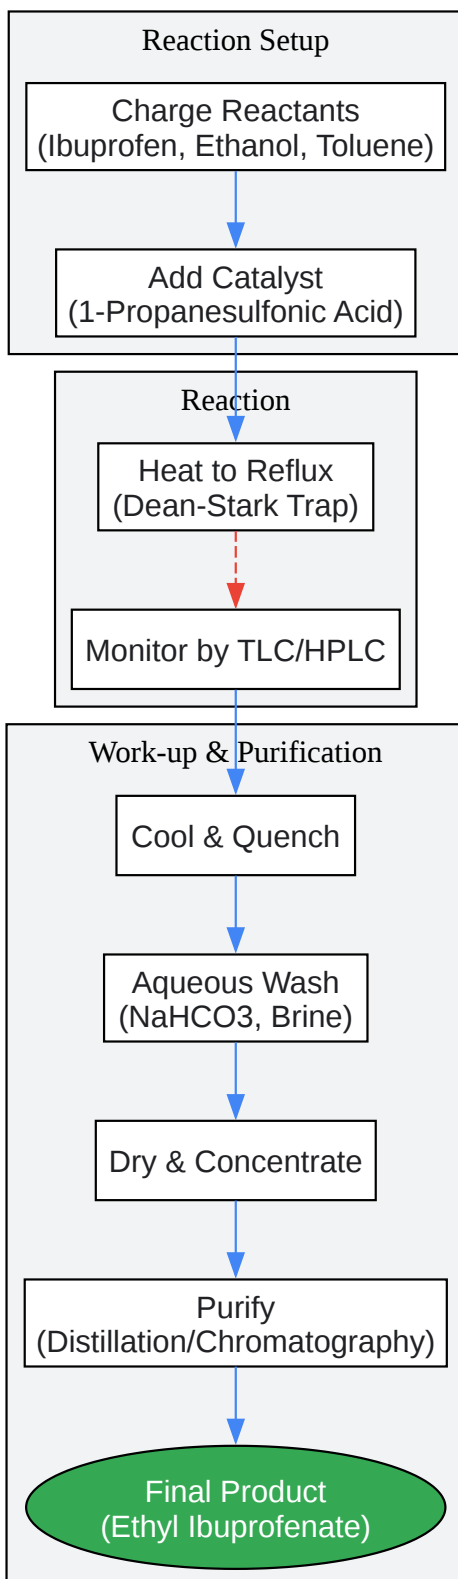 Reaction Setup
Charge Reactants
(Ibuprofen, Ethanol, Toluene)
Add Catalyst
(1-Propanesulfonic Acid)
Reaction
Heat to Reflux
(Dean-Stark Trap)
Monitor by TLC/HPLC
Work-up & Purification
Cool & Quench
Aqueous Wash
(NaHCO3, Brine)
Dry & Concentrate
Purify
(Distillation/Chromatography)
Final Product
(Ethyl Ibuprofenate)